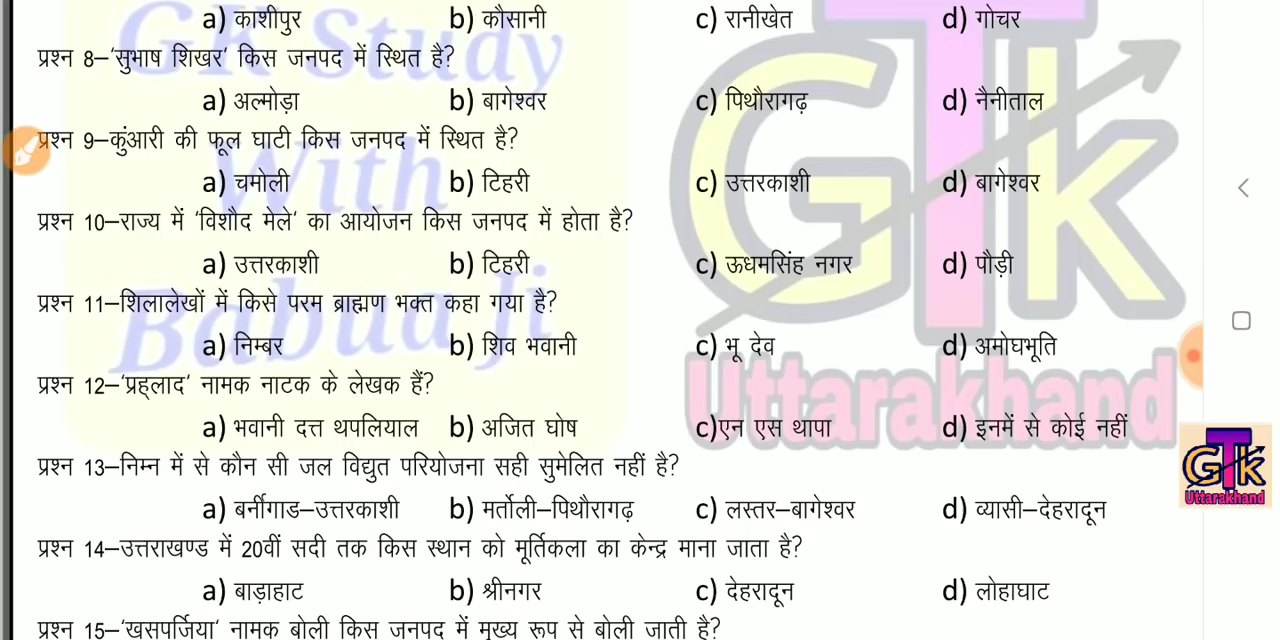 a) काशीपुर b) कौसानी c) रानीखेत d) गोचर
प्रश्न 8–'सुभाष शिखर' किस जनपद में स्थित है?
a) अल्मोड़ा b) बागेश्वर c) पिथौरागढ़ d) नैनीताल
प्रश्न 9–कुंआरी की फूल घाटी किस जनपद में स्थित है?
a) चमोली b) टिहरी c) उत्तरकाशी d) बागेश्वर
प्रश्न 10–राज्य में 'विशौद मेले' का आयोजन किस जनपद में होता है?
a) उत्तरकाशी b) टिहरी c) ऊधमसिंह नगर d) पौड़ी
प्रश्न 11–शिलालेखों में किसे परम ब्राह्मण भक्त कहा गया है?
a) निम्बर b) शिव भवानी c) भू देव d) अमोघभूति
प्रश्न 12–'प्रह्लाद' नामक नाटक के लेखक हैं?
a) भवानी दत्त थपलियाल b) अजित घोष c)एन एस थापा d) इनमें से कोई नहीं
प्रश्न 13–निम्न में से कौन सी जल विद्युत परियोजना सही सुमेलित नहीं है?
a) बर्नीगाड–उत्तरकाशी b) मर्तोली–पिथौरागढ़ c) लस्तर–बागेश्वर d) व्यासी–देहरादून
प्रश्न 14–उत्तराखण्ड में 20वीं सदी तक किस स्थान को मूर्तिकला का केन्द्र माना जाता है?
a) बाड़ाहाट b) श्रीनगर c) देहरादून d) लोहाघाट
प्रश्न 15–'खसपर्जिया' नामक बोली किस जनपद में मुख्य रूप से बोली जाती है?
GK Study
With
Babua Ji
GTK
Uttarakhand
GTK
Uttarakhand